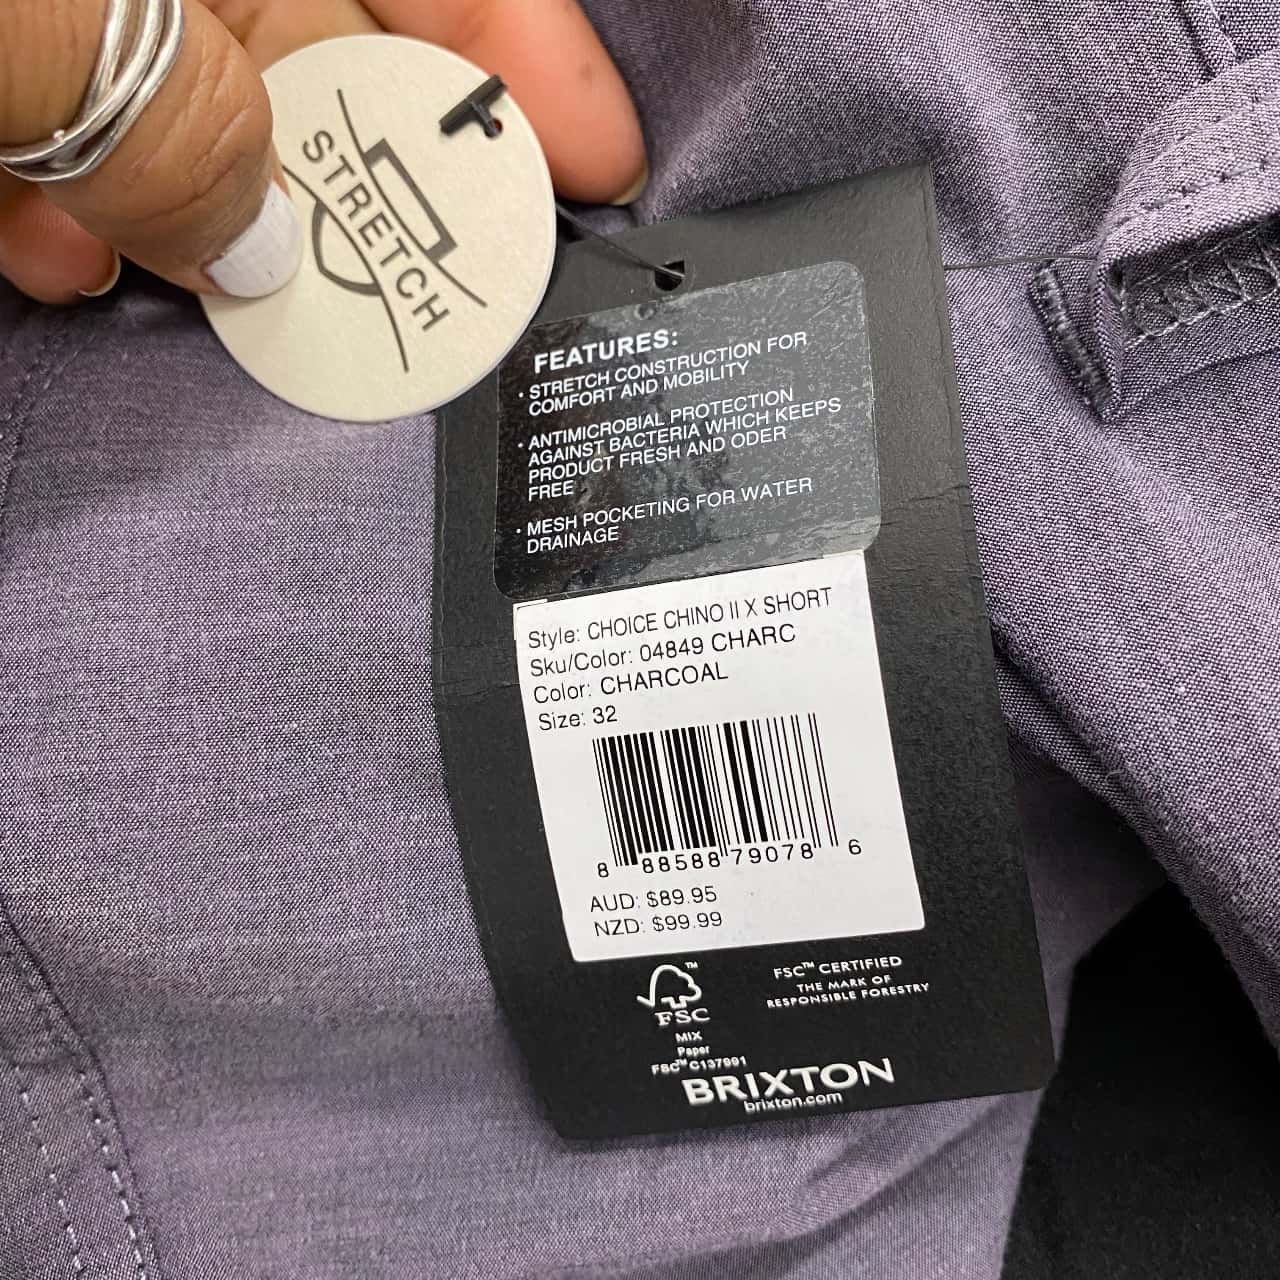 STRETCH
FEATURES:
• STRETCH CONSTRUCTION FOR
COMFORT AND MOBILITY
• ANTIMICROBIAL PROTECTION
AGAINST BACTERIA WHICH KEEPS
PRODUCT FRESH AND ODER
FREE
• MESH POCKETING FOR WATER
DRAINAGE
Style: CHOICE CHINO II X SHORT
Sku/Color: 04849 CHARC
Color: CHARCOAL
Size: 32
8 88588 79078 6
AUD: $89.95
NZD: $99.99
FSC™ CERTIFIED
THE MARK OF
RESPONSIBLE FORESTRY
™
FSC
MIX
Paper
FSC™ C137991
BRIXTON
brixton.com